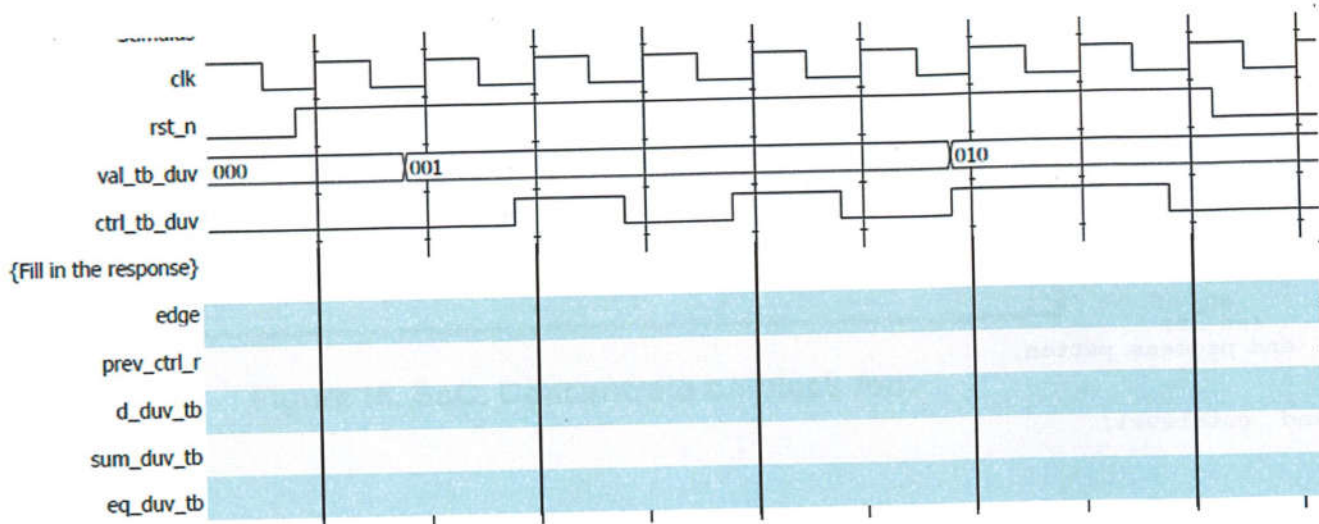 clk
rst_n
val_tb_duv 000 001 010
ctrl_tb_duv
{Fill in the response}
edge
prev_ctrl_r
d_duv_tb
sum_duv_tb
eq_duv_tb